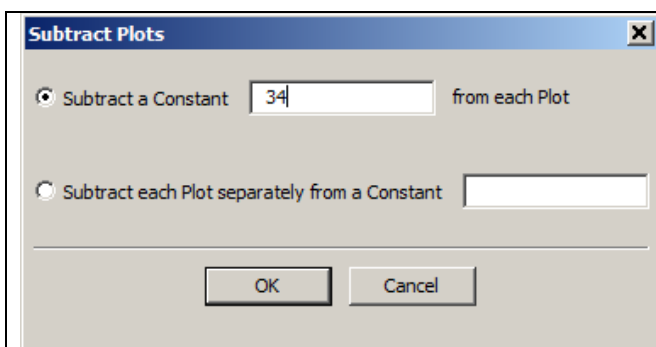 Subtract Plots
Subtract a Constant 34 from each Plot
Subtract each Plot separately from a Constant
OK Cancel